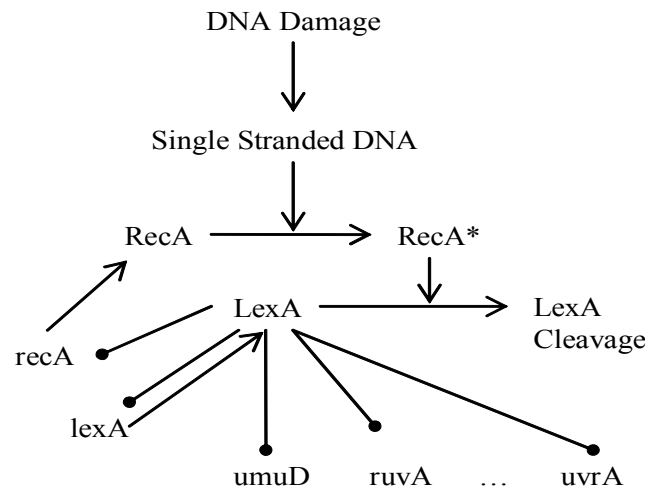 DNA Damage
Single Stranded DNA
RecA
RecA*
LexA
LexA
Cleavage
recA
lexA
umuD
ruvA
...
uvrA